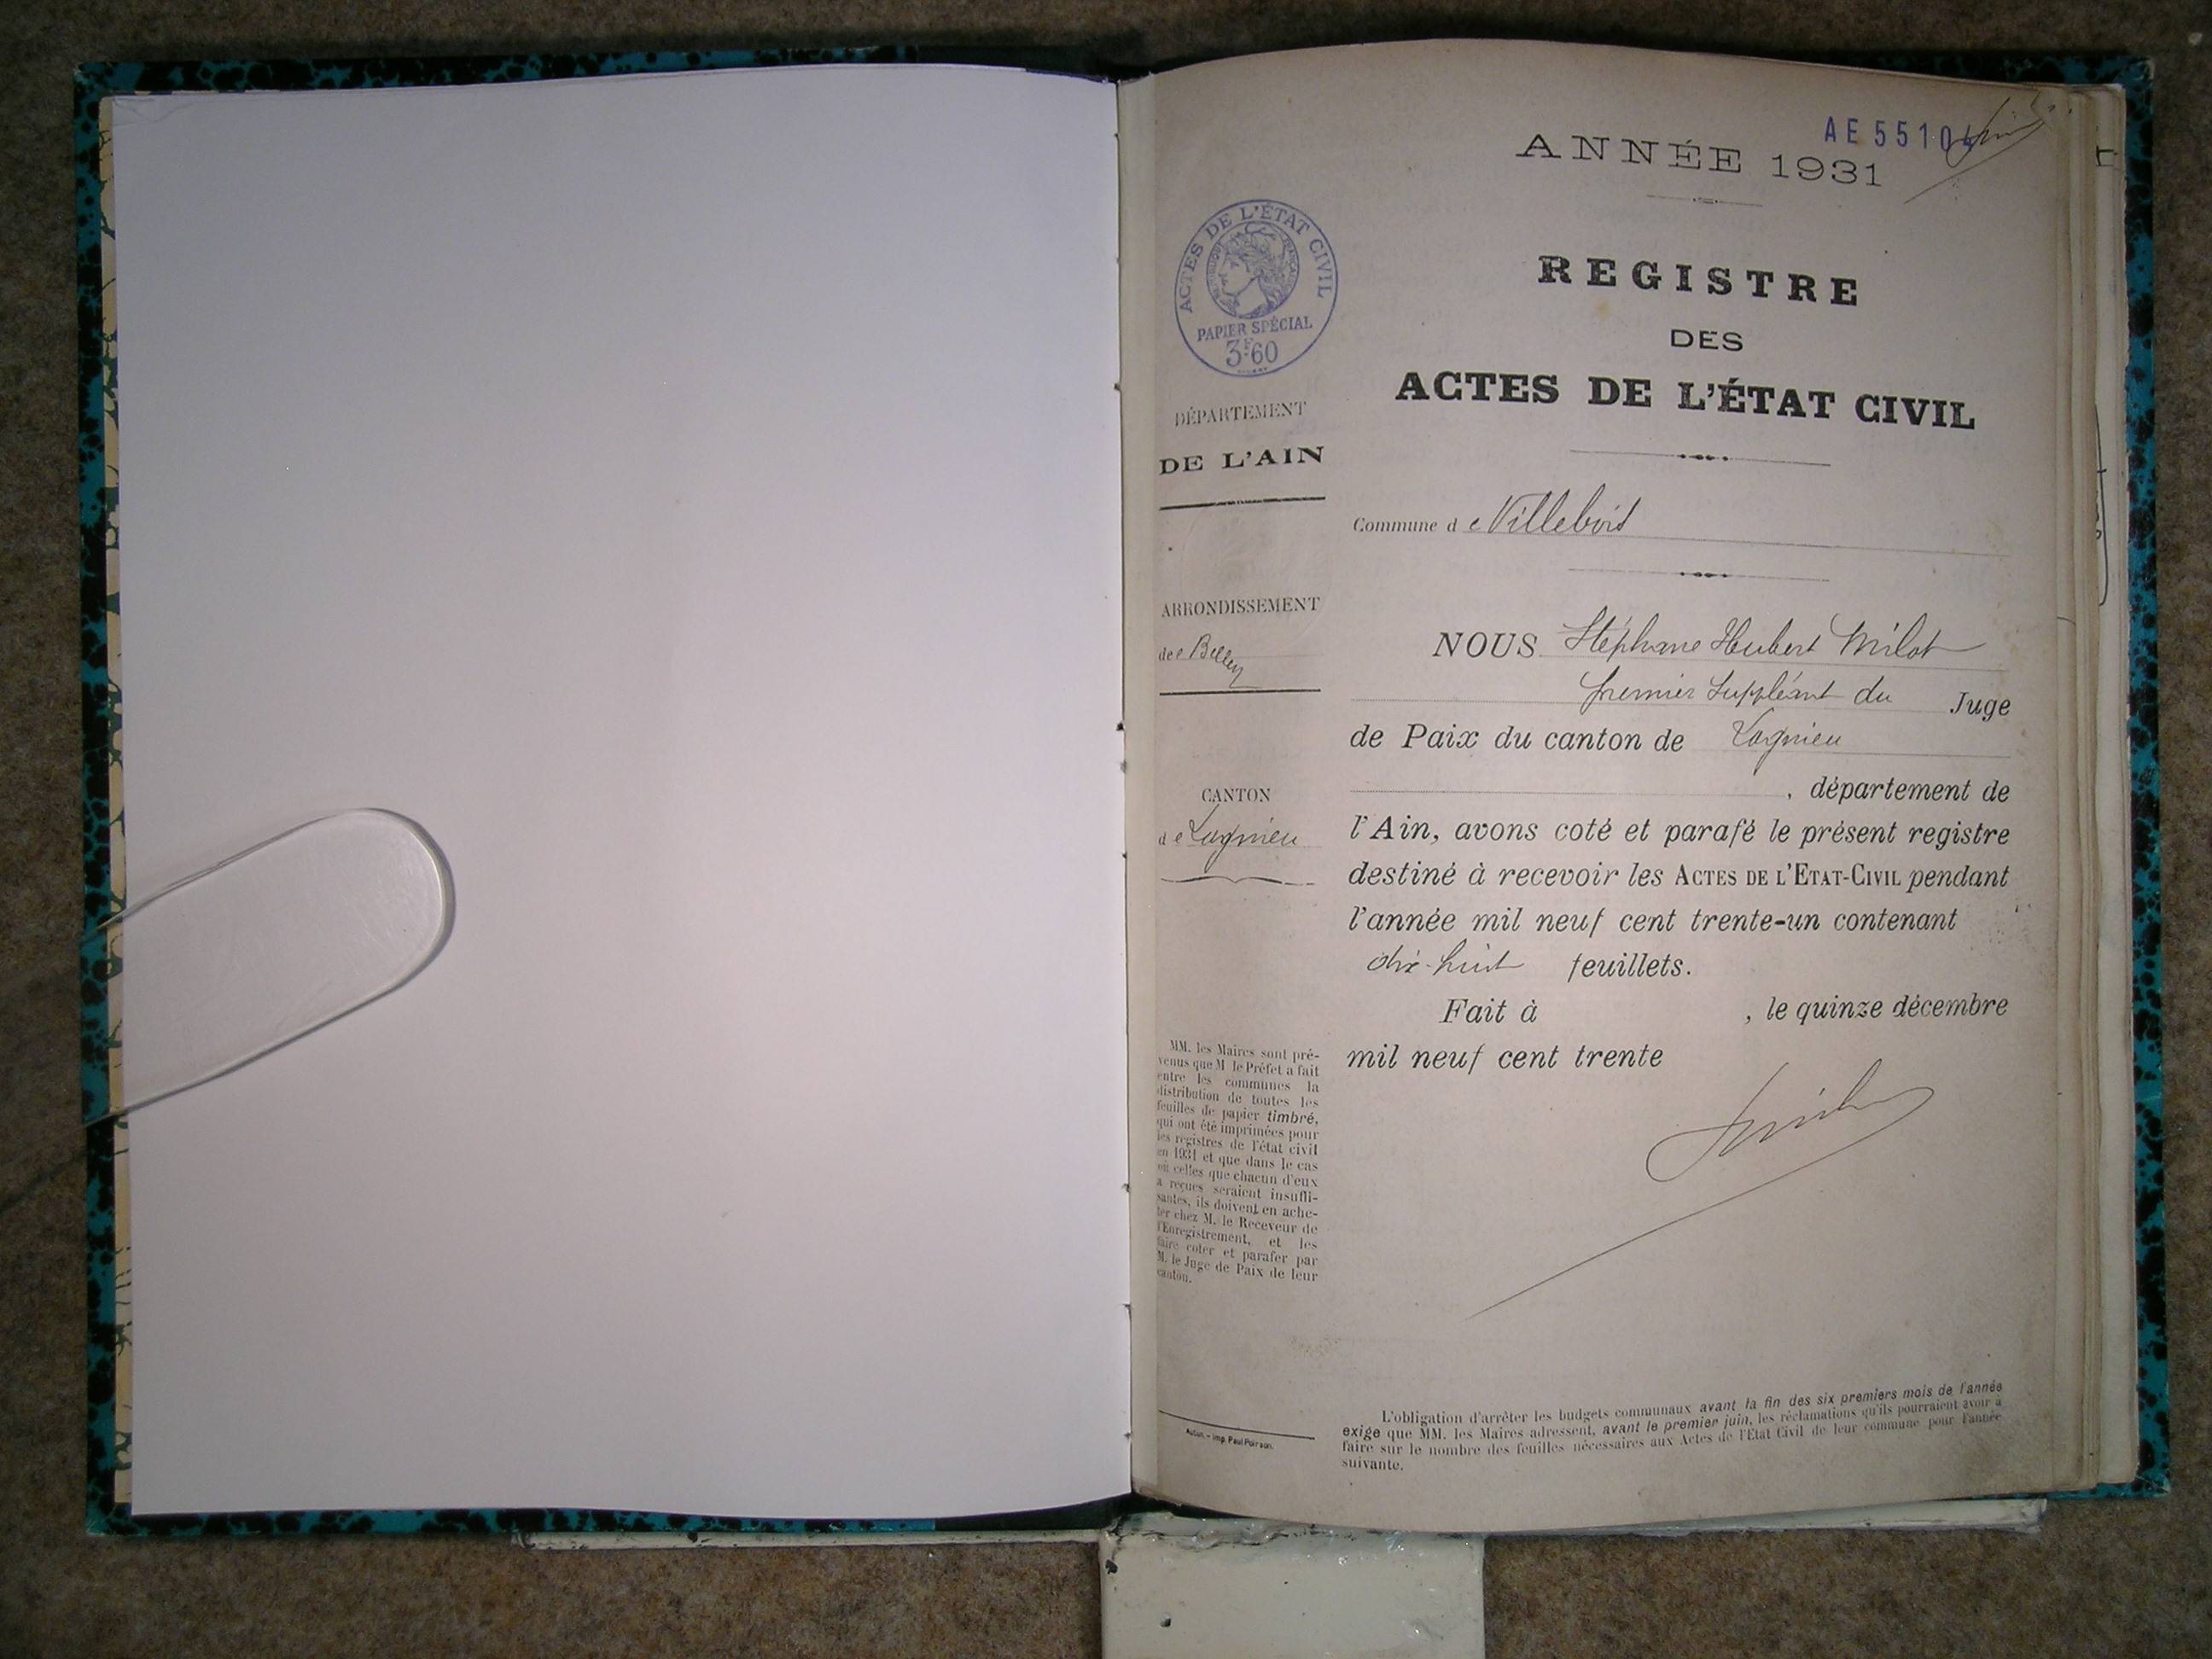 AE 5510
ANNÉE 1931
ACTES DE L'ÉTAT CIVIL
RÉPUBLIQUE FRANÇAISE
PAPIER SPÉCIAL
3F60
REGISTRE
DES
ACTES DE L'ÉTAT CIVIL
DÉPARTEMENT
DE L'AIN
Commune de Villebois
ARRONDISSEMENT
de Belley
CANTON
de Lagnieu
NOUS Stéphane Hubert Milot
premier suppléant du Juge
de Paix du canton de Lagnieu
, département de
l'Ain, avons coté et parafé le présent registre
destiné à recevoir les ACTES DE L'ETAT-CIVIL pendant
l'année mil neuf cent trente-un contenant
dix-huit feuillets.
Fait à , le quinze décembre
mil neuf cent trente
MM. les Maires sont pré-
venus que M le Préfet a fait
entre les communes la
distribution de toutes les
feuilles de papier timbré,
qui ont été imprimées pour
les registres de l'état civil
en 1931 et que dans le cas
où celles que chacun d'eux
a reçues seraient insuffi-
santes, ils doivent en ache-
ter chez M. le Receveur de
l'Enregistrement, et les
faire coter et parafer par
M. le Juge de Paix de leur
canton.
Autun. - Imp. Paul Poirson.
L'obligation d'arrêter les budgets communaux avant la fin des six premiers mois de l'année
exige que MM. les Maires adressent, avant le premier juin, les réclamations qu'ils pourraient avoir à
faire sur le nombre des feuilles nécessaires aux Actes de l'Etat Civil de leur commune pour l'année
suivante.